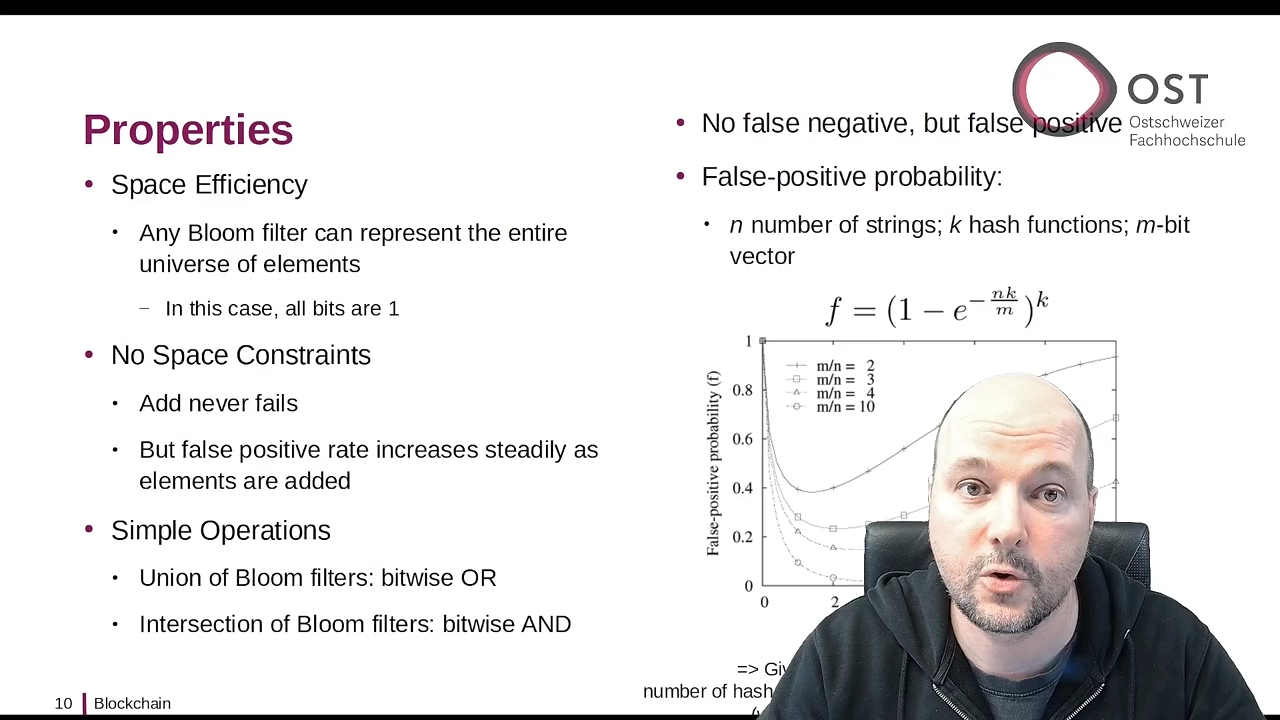 OST
Ostschweizer
Fachhochschule
Properties
• Space Efficiency
• Any Bloom filter can represent the entire
universe of elements
– In this case, all bits are 1
• No Space Constraints
• Add never fails
• But false positive rate increases steadily as
elements are added
• Simple Operations
• Union of Bloom filters: bitwise OR
• Intersection of Bloom filters: bitwise AND
• No false negative, but false positive
• False-positive probability:
• n number of strings; k hash functions; m-bit
vector
f = (1 − e^{−nk/m})^k
False-positive probability (f)
1
0.8
0.6
0.4
0.2
0
m/n = 2
m/n = 3
m/n = 4
m/n = 10
0 2
=>
number of hash
10 Blockchain